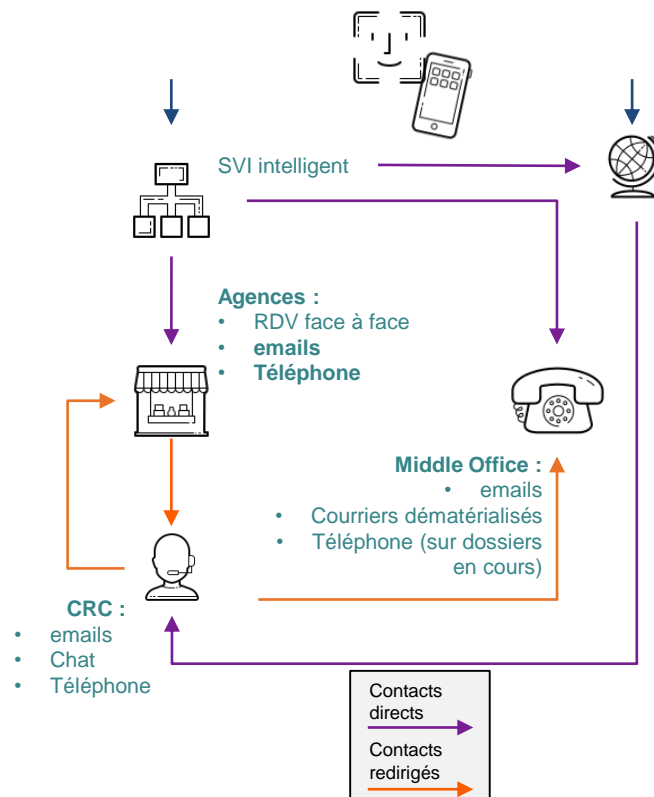 SVI intelligent
Agences :
• RDV face à face
• emails
• Téléphone
Middle Office :
• emails
• Courriers dématérialisés
• Téléphone (sur dossiers
en cours)
CRC :
• emails
• Chat
• Téléphone
Contacts
directs
Contacts
redirigés